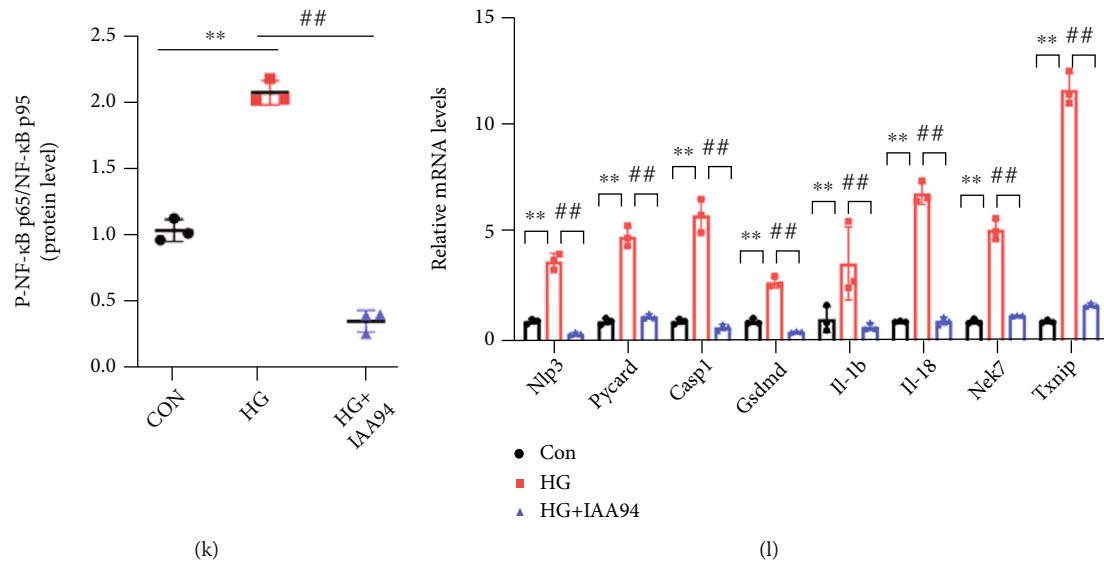 2.5
2.0
1.5
1.0
0.5
0.0
P-NF-κB p65/NF-κB p95
(protein level)
** ##
CON
HG
HG+
IAA94
(k)
15
10
5
0
Relative mRNA levels
** ##
** ##
** ##
** ##
** ##
** ##
** ##
** ##
Nlp3
Pycard
Casp1
Gsdmd
Il-1b
Il-18
Nek7
Txnip
Con
HG
HG+IAA94
(l)